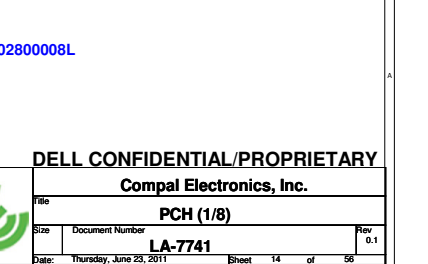 02800008L
A
DELL CONFIDENTIAL/PROPRIETARY
Compal Electronics, Inc.
Title
PCH (1/8)
Size Document Number Rev
LA-7741 0.1
Date: Thursday, June 23, 2011 Sheet 14 of 56